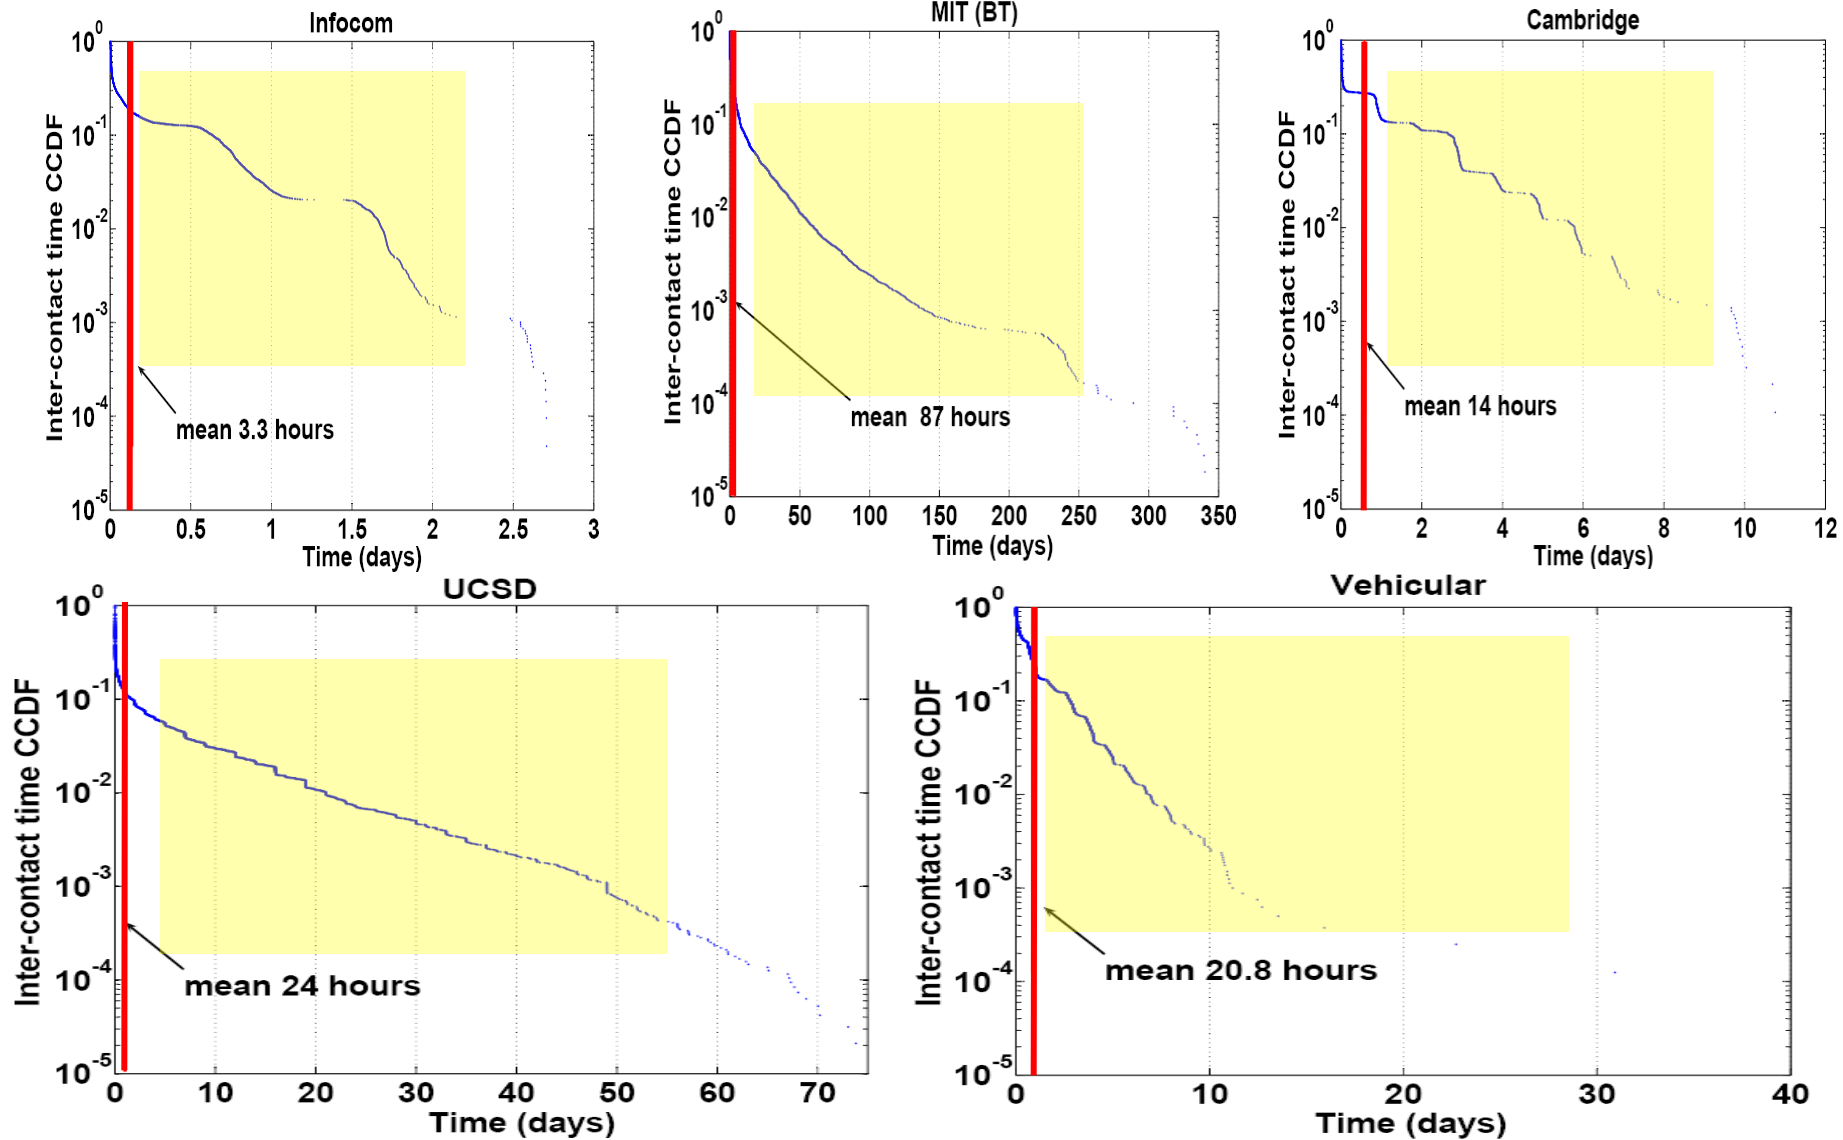 Infocom
Inter-contact time CCDF
10^0
10^-1
10^-2
10^-3
10^-4
10^-5
mean 3.3 hours
0 0.5 1 1.5 2 2.5 3
Time (days)
MIT (BT)
Inter-contact time CCDF
10^0
10^-1
10^-2
10^-3
10^-4
10^-5
mean 87 hours
0 50 100 150 200 250 300 350
Time (days)
Cambridge
Inter-contact time CCDF
10^0
10^-1
10^-2
10^-3
10^-4
10^-5
mean 14 hours
0 2 4 6 8 10 12
Time (days)
UCSD
Inter-contact time CCDF
10^0
10^-1
10^-2
10^-3
10^-4
10^-5
mean 24 hours
0 10 20 30 40 50 60 70
Time (days)
Vehicular
Inter-contact time CCDF
10^0
10^-1
10^-2
10^-3
10^-4
10^-5
mean 20.8 hours
0 10 20 30 40
Time (days)